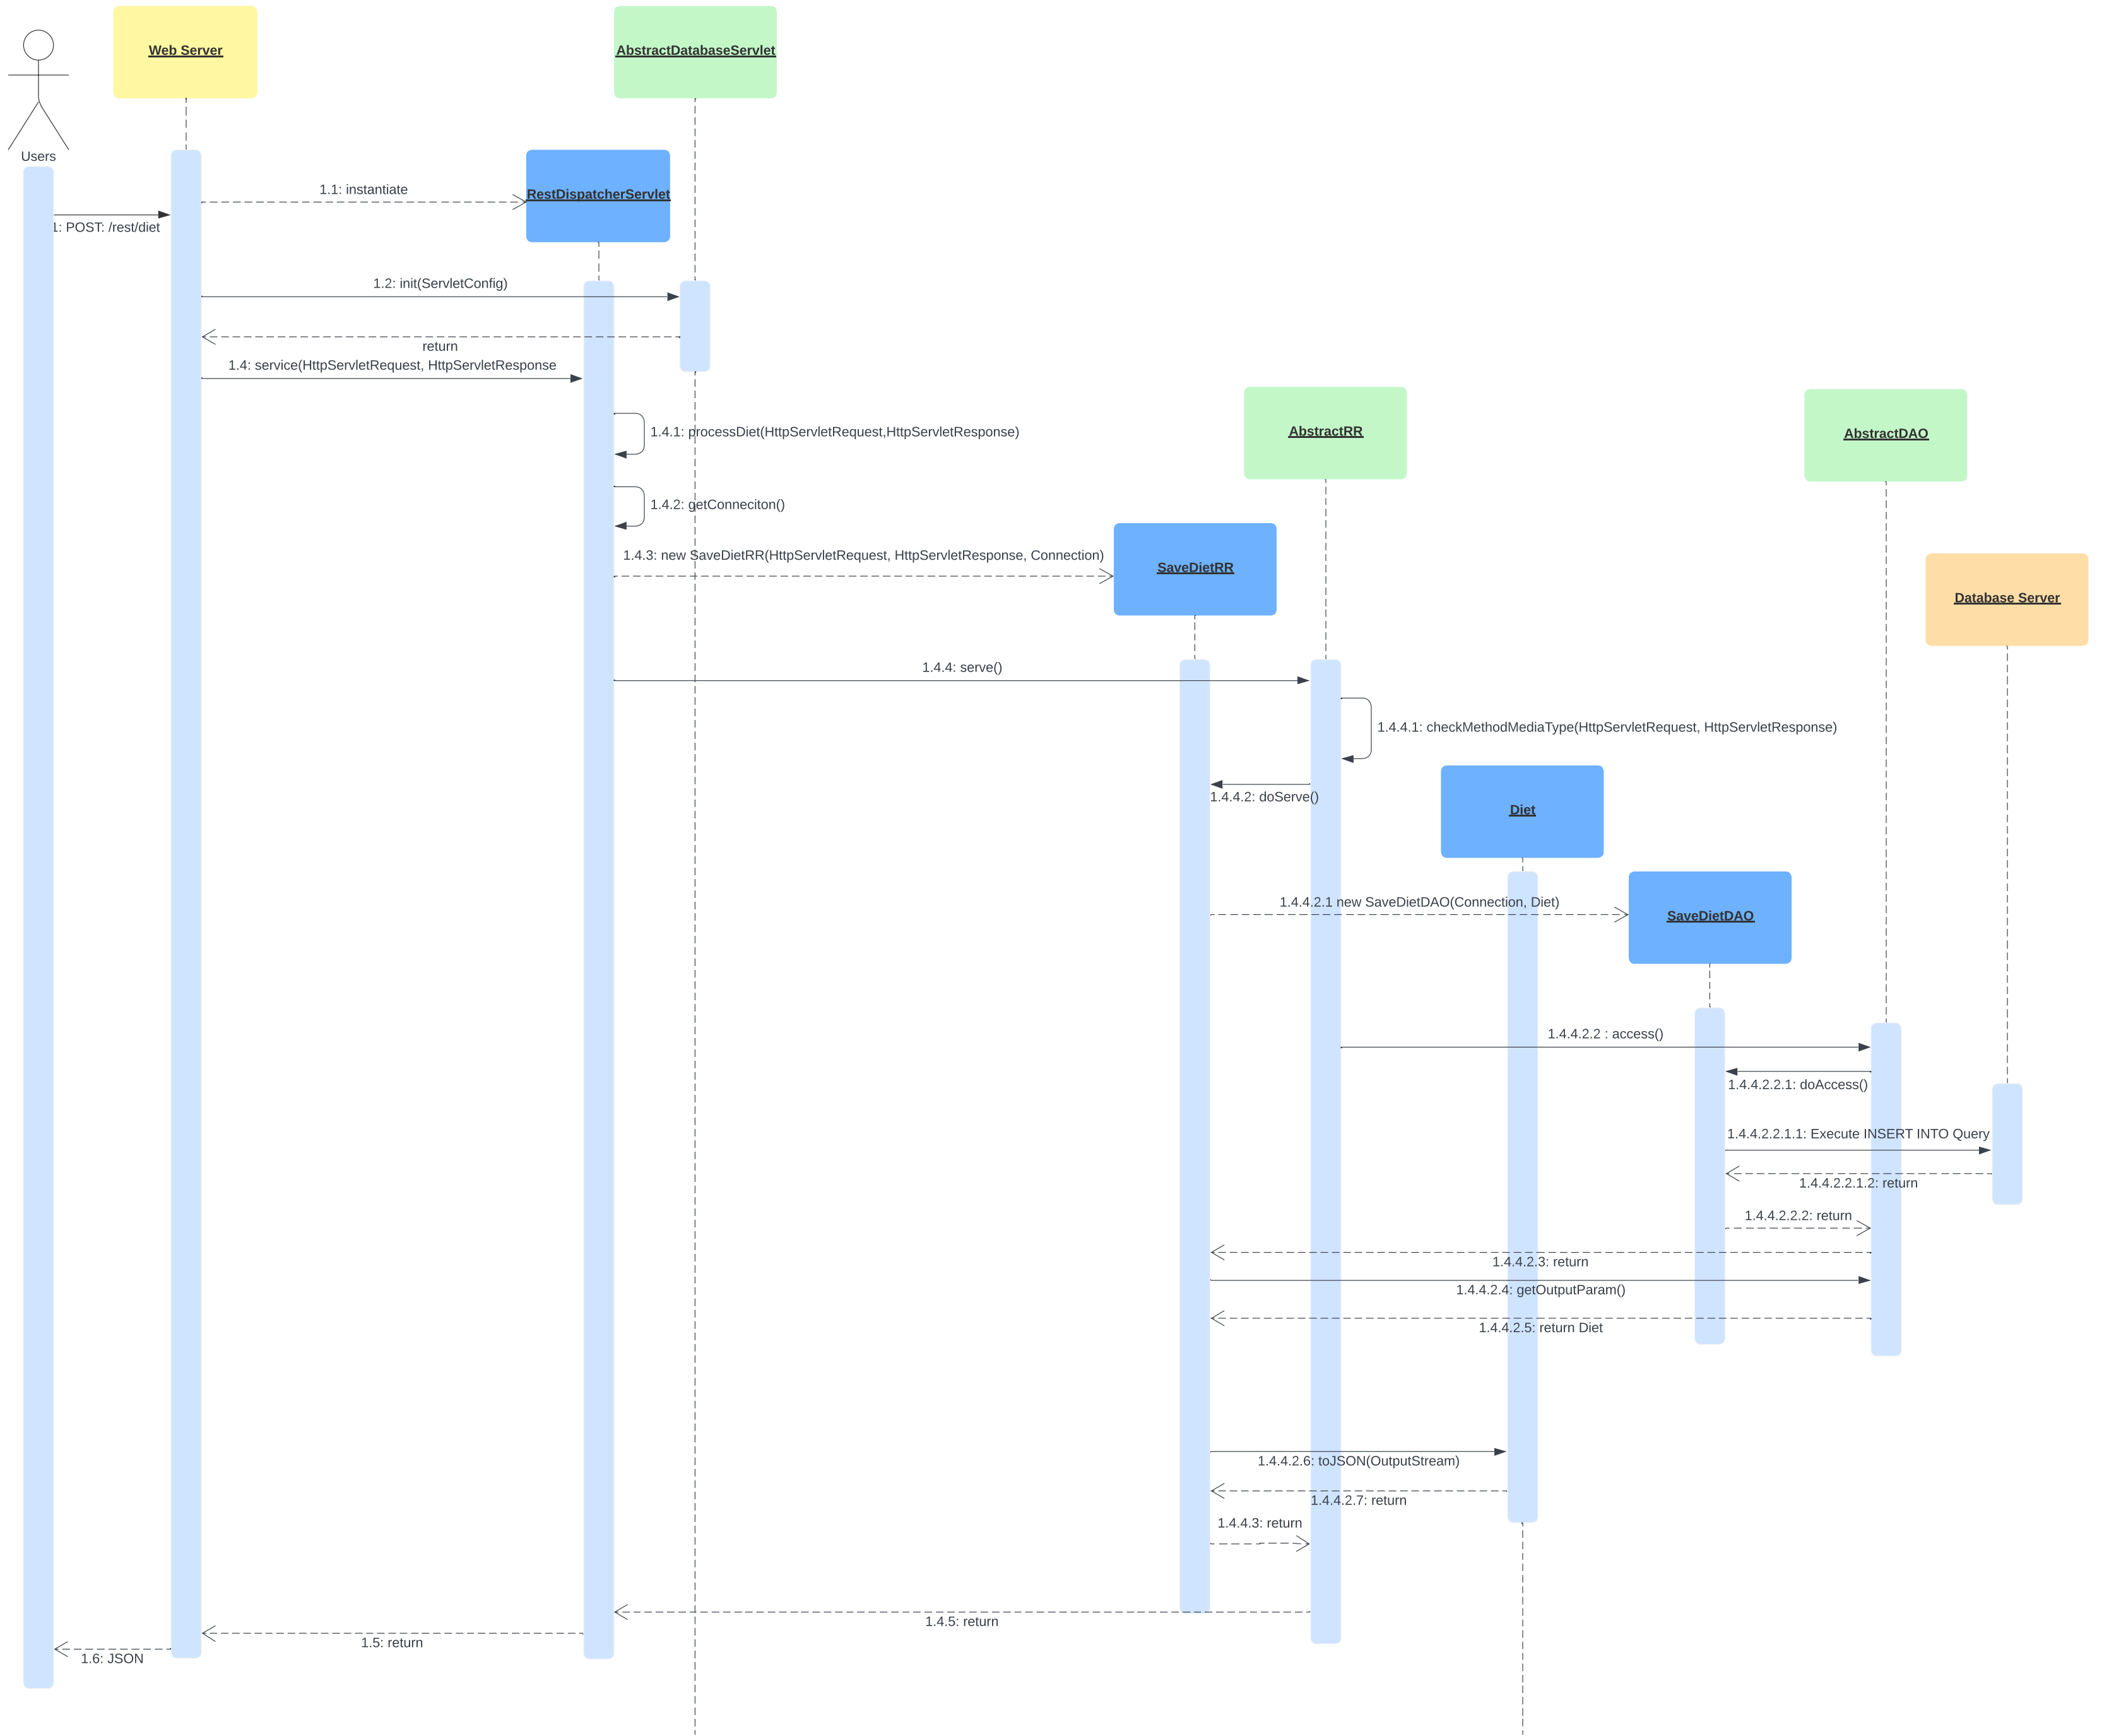 Web Server
AbstractDatabaseServlet
Users
RestDispatcherServlet
1.1: instantiate
1: POST: /rest/diet
1.2: init(ServletConfig)
return
1.4: service(HttpServletRequest, HttpServletResponse
1.4.1: processDiet(HttpServletRequest,HttpServletResponse)
AbstractRR
AbstractDAO
1.4.2: getConneciton()
1.4.3: new SaveDietRR(HttpServletRequest, HttpServletResponse, Connection)
SaveDietRR
Database Server
1.4.4: serve()
1.4.4.1: checkMethodMediaType(HttpServletRequest, HttpServletResponse)
1.4.4.2: doServe()
Diet
1.4.4.2.1 new SaveDietDAO(Connection, Diet)
SaveDietDAO
1.4.4.2.2 : access()
1.4.4.2.2.1: doAccess()
1.4.4.2.2.1.1: Execute INSERT INTO Query
1.4.4.2.2.1.2: return
1.4.4.2.2.2: return
1.4.4.2.3: return
1.4.4.2.4: getOutputParam()
1.4.4.2.5: return Diet
1.4.4.2.6: toJSON(OutputStream)
1.4.4.2.7: return
1.4.4.3: return
1.4.5: return
1.5: return
1.6: JSON